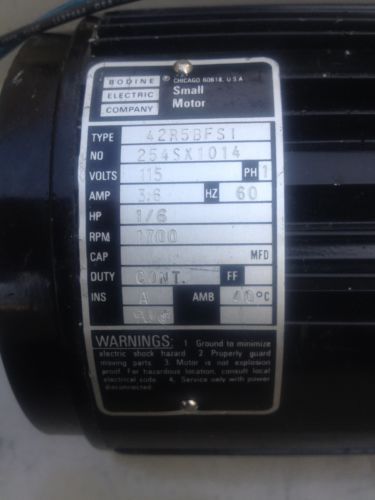 BODINE
ELECTRIC
COMPANY
® CHICAGO 60618, U S A
Small
Motor
TYPE 42R5BFSI
NO 254SX1014
VOLTS 115 PH 1
AMP 3.6 HZ 60
HP 1/6
RPM 1700
CAP MFD
DUTY CONT. FF
INS A AMB 40°C
WARNINGS: 1 Ground to minimize
electric shock hazard 2 Properly guard
moving parts. 3 Motor is not explosion
proof. For hazardous location, consult local
electrical code. 4. Service only with power
disconnected.